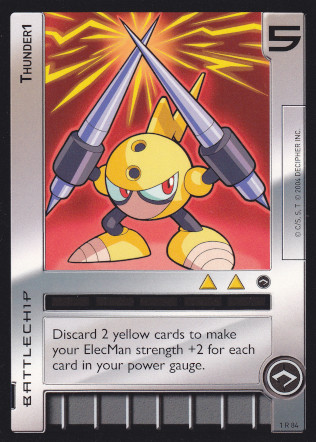 THUNDER1
5
© C/S, S, T © 2004 DECIPHER INC.
BATTLECHIP
Discard 2 yellow cards to make
your ElecMan strength +2 for each
card in your power gauge.
1 R 84